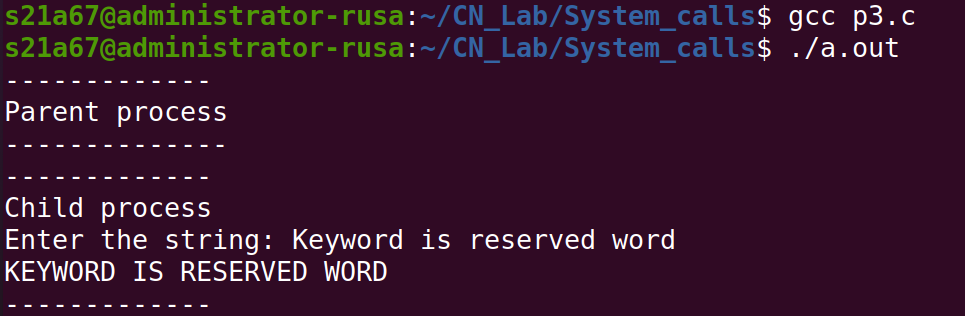 s21a67@administrator-rusa:~/CN_Lab/System_calls$ gcc p3.c
s21a67@administrator-rusa:~/CN_Lab/System_calls$ ./a.out
-------------
Parent process
--------------
-------------
Child process
Enter the string: Keyword is reserved word
KEYWORD IS RESERVED WORD
-------------